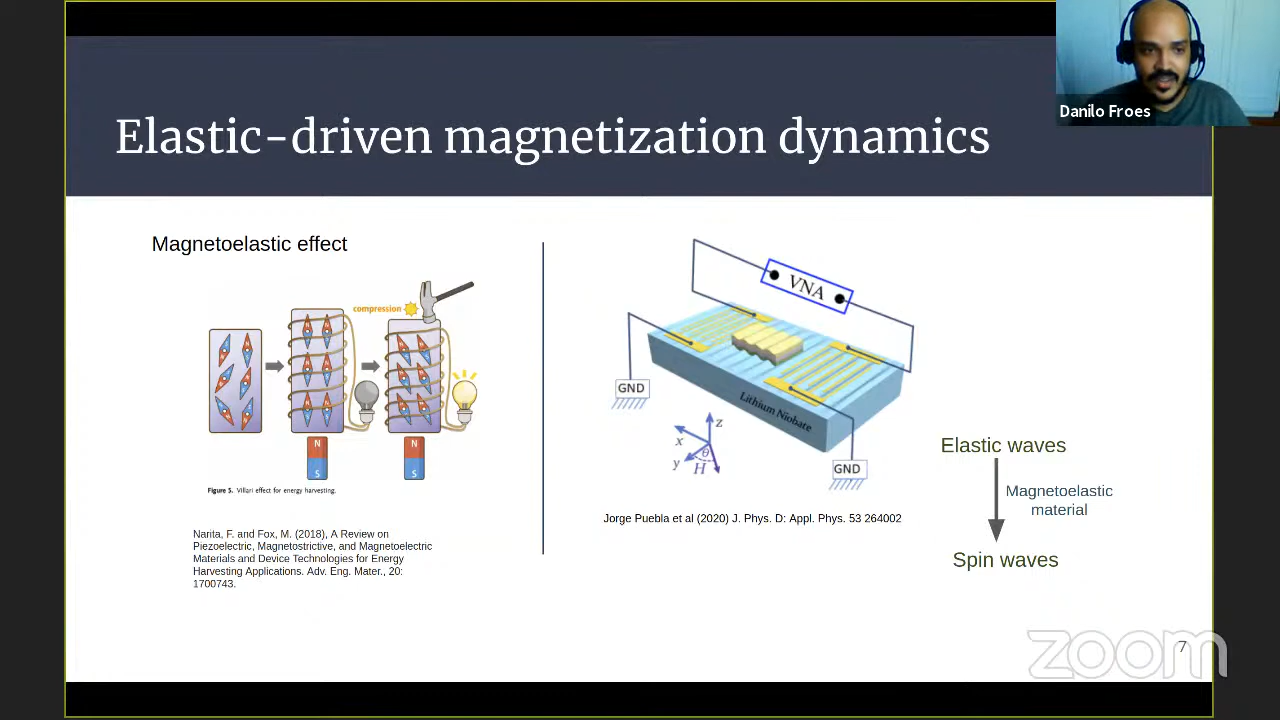 Danilo Froes
Elastic-driven magnetization dynamics
Magnetoelastic effect
compression
N
S
N
S
Figure 5. Villari effect for energy harvesting.
Narita, F. and Fox, M. (2018), A Review on
Piezoelectric, Magnetostrictive, and Magnetoelectric
Materials and Device Technologies for Energy
Harvesting Applications. Adv. Eng. Mater., 20:
1700743.
VNA
GND
Lithium Niobate
z
x
y
θ
H
GND
Jorge Puebla et al (2020) J. Phys. D: Appl. Phys. 53 264002
Elastic waves
Magnetoelastic
material
Spin waves
zoom
7